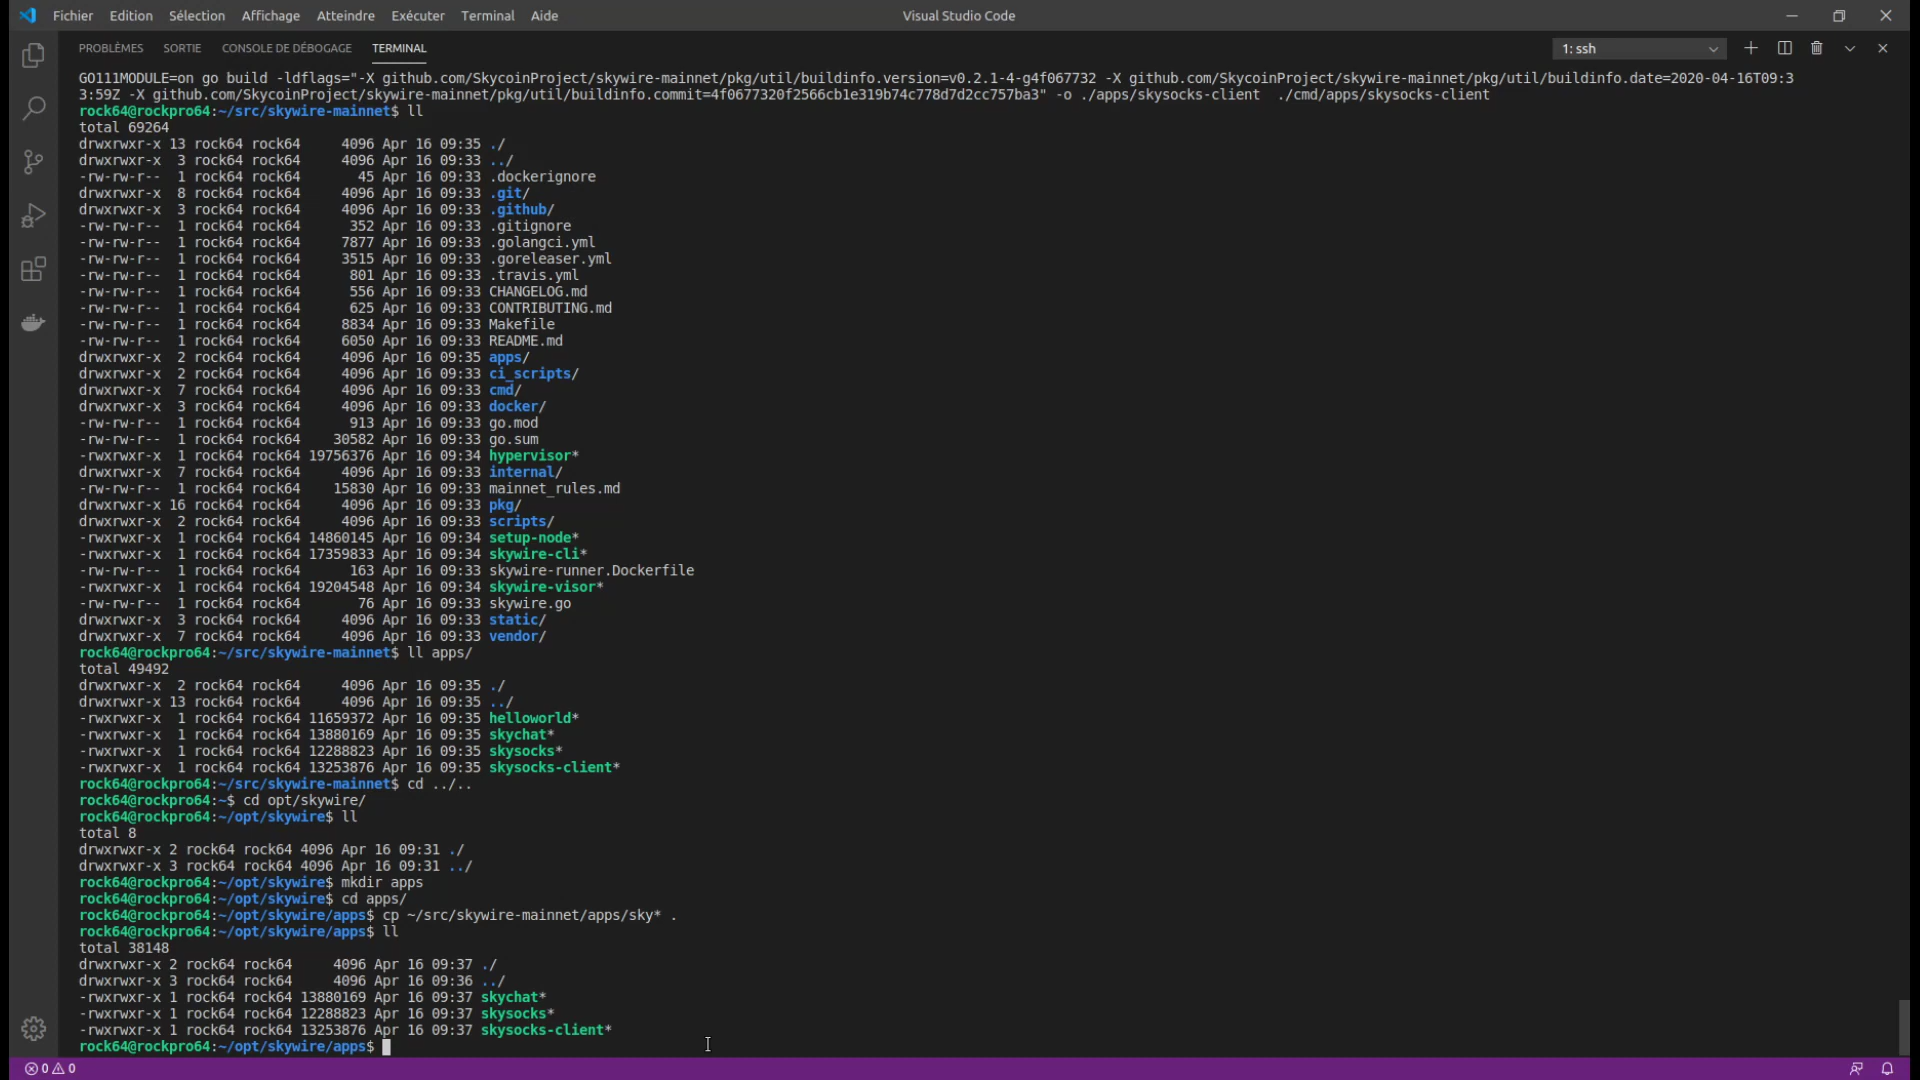 Fichier Edition Sélection Affichage Atteindre Exécuter Terminal Aide Visual Studio Code
PROBLÈMES SORTIE CONSOLE DE DÉBOGAGE TERMINAL 1: ssh
GO111MODULE=on go build -ldflags="-X github.com/SkycoinProject/skywire-mainnet/pkg/util/buildinfo.version=v0.2.1-4-g4f067732 -X github.com/SkycoinProject/skywire-mainnet/pkg/util/buildinfo.date=2020-04-16T09:3
3:59Z -X github.com/SkycoinProject/skywire-mainnet/pkg/util/buildinfo.commit=4f0677320f2566cb1e319b74c778d7d2cc757ba3" -o ./apps/skysocks-client  ./cmd/apps/skysocks-client
rock64@rockpro64:~/src/skywire-mainnet$ ll
total 69264
drwxrwxr-x 13 rock64 rock64     4096 Apr 16 09:35 ./
drwxrwxr-x  3 rock64 rock64     4096 Apr 16 09:33 ../
-rw-rw-r--  1 rock64 rock64       45 Apr 16 09:33 .dockerignore
drwxrwxr-x  8 rock64 rock64     4096 Apr 16 09:33 .git/
drwxrwxr-x  3 rock64 rock64     4096 Apr 16 09:33 .github/
-rw-rw-r--  1 rock64 rock64      352 Apr 16 09:33 .gitignore
-rw-rw-r--  1 rock64 rock64     7877 Apr 16 09:33 .golangci.yml
-rw-rw-r--  1 rock64 rock64     3515 Apr 16 09:33 .goreleaser.yml
-rw-rw-r--  1 rock64 rock64      801 Apr 16 09:33 .travis.yml
-rw-rw-r--  1 rock64 rock64      556 Apr 16 09:33 CHANGELOG.md
-rw-rw-r--  1 rock64 rock64      625 Apr 16 09:33 CONTRIBUTING.md
-rw-rw-r--  1 rock64 rock64     8834 Apr 16 09:33 Makefile
-rw-rw-r--  1 rock64 rock64     6050 Apr 16 09:33 README.md
drwxrwxr-x  2 rock64 rock64     4096 Apr 16 09:35 apps/
drwxrwxr-x  2 rock64 rock64     4096 Apr 16 09:33 ci_scripts/
drwxrwxr-x  7 rock64 rock64     4096 Apr 16 09:33 cmd/
drwxrwxr-x  3 rock64 rock64     4096 Apr 16 09:33 docker/
-rw-rw-r--  1 rock64 rock64      913 Apr 16 09:33 go.mod
-rw-rw-r--  1 rock64 rock64    30582 Apr 16 09:33 go.sum
-rwxrwxr-x  1 rock64 rock64 19756376 Apr 16 09:34 hypervisor*
drwxrwxr-x  7 rock64 rock64     4096 Apr 16 09:33 internal/
-rw-rw-r--  1 rock64 rock64    15830 Apr 16 09:33 mainnet_rules.md
drwxrwxr-x 16 rock64 rock64     4096 Apr 16 09:33 pkg/
drwxrwxr-x  2 rock64 rock64     4096 Apr 16 09:33 scripts/
-rwxrwxr-x  1 rock64 rock64 14860145 Apr 16 09:34 setup-node*
-rwxrwxr-x  1 rock64 rock64 17359833 Apr 16 09:34 skywire-cli*
-rw-rw-r--  1 rock64 rock64      163 Apr 16 09:33 skywire-runner.Dockerfile
-rwxrwxr-x  1 rock64 rock64 19204548 Apr 16 09:34 skywire-visor*
-rw-rw-r--  1 rock64 rock64       76 Apr 16 09:33 skywire.go
drwxrwxr-x  3 rock64 rock64     4096 Apr 16 09:33 static/
drwxrwxr-x  7 rock64 rock64     4096 Apr 16 09:33 vendor/
rock64@rockpro64:~/src/skywire-mainnet$ ll apps/
total 49492
drwxrwxr-x  2 rock64 rock64     4096 Apr 16 09:35 ./
drwxrwxr-x 13 rock64 rock64     4096 Apr 16 09:35 ../
-rwxrwxr-x  1 rock64 rock64 11659372 Apr 16 09:35 helloworld*
-rwxrwxr-x  1 rock64 rock64 13880169 Apr 16 09:35 skychat*
-rwxrwxr-x  1 rock64 rock64 12288823 Apr 16 09:35 skysocks*
-rwxrwxr-x  1 rock64 rock64 13253876 Apr 16 09:35 skysocks-client*
rock64@rockpro64:~/src/skywire-mainnet$ cd ../..
rock64@rockpro64:~$ cd opt/skywire/
rock64@rockpro64:~/opt/skywire$ ll
total 8
drwxrwxr-x 2 rock64 rock64 4096 Apr 16 09:31 ./
drwxrwxr-x 3 rock64 rock64 4096 Apr 16 09:31 ../
rock64@rockpro64:~/opt/skywire$ mkdir apps
rock64@rockpro64:~/opt/skywire$ cd apps/
rock64@rockpro64:~/opt/skywire/apps$ cp ~/src/skywire-mainnet/apps/sky* .
rock64@rockpro64:~/opt/skywire/apps$ ll
total 38148
drwxrwxr-x 2 rock64 rock64     4096 Apr 16 09:37 ./
drwxrwxr-x 3 rock64 rock64     4096 Apr 16 09:36 ../
-rwxrwxr-x 1 rock64 rock64 13880169 Apr 16 09:37 skychat*
-rwxrwxr-x 1 rock64 rock64 12288823 Apr 16 09:37 skysocks*
-rwxrwxr-x 1 rock64 rock64 13253876 Apr 16 09:37 skysocks-client*
rock64@rockpro64:~/opt/skywire/apps$
0 0